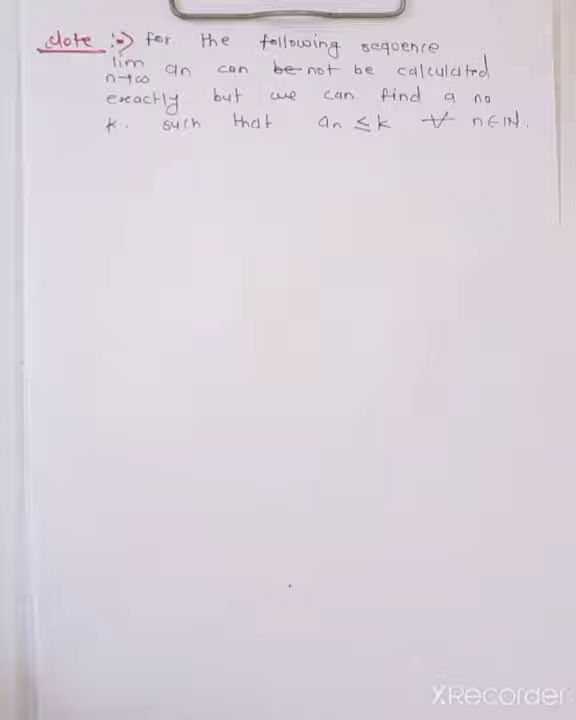 Note :→ for the following sequence
lim n→∞ an can be not be calculated
exactly but we can find a no
k. such that an ≤ k ∀ n∈IN.
XRecorder